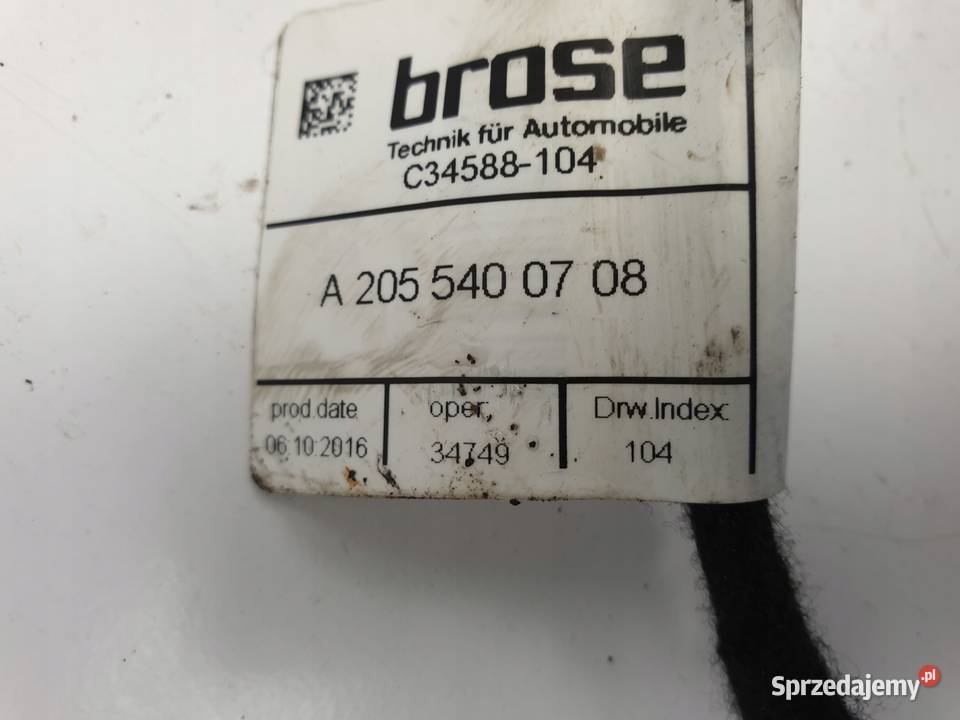 brose
Technik für Automobile
C34588-104
A 205 540 07 08
prod.date oper. Drw.Index
06.10.2016 34749 104
Sprzedajemy.pl